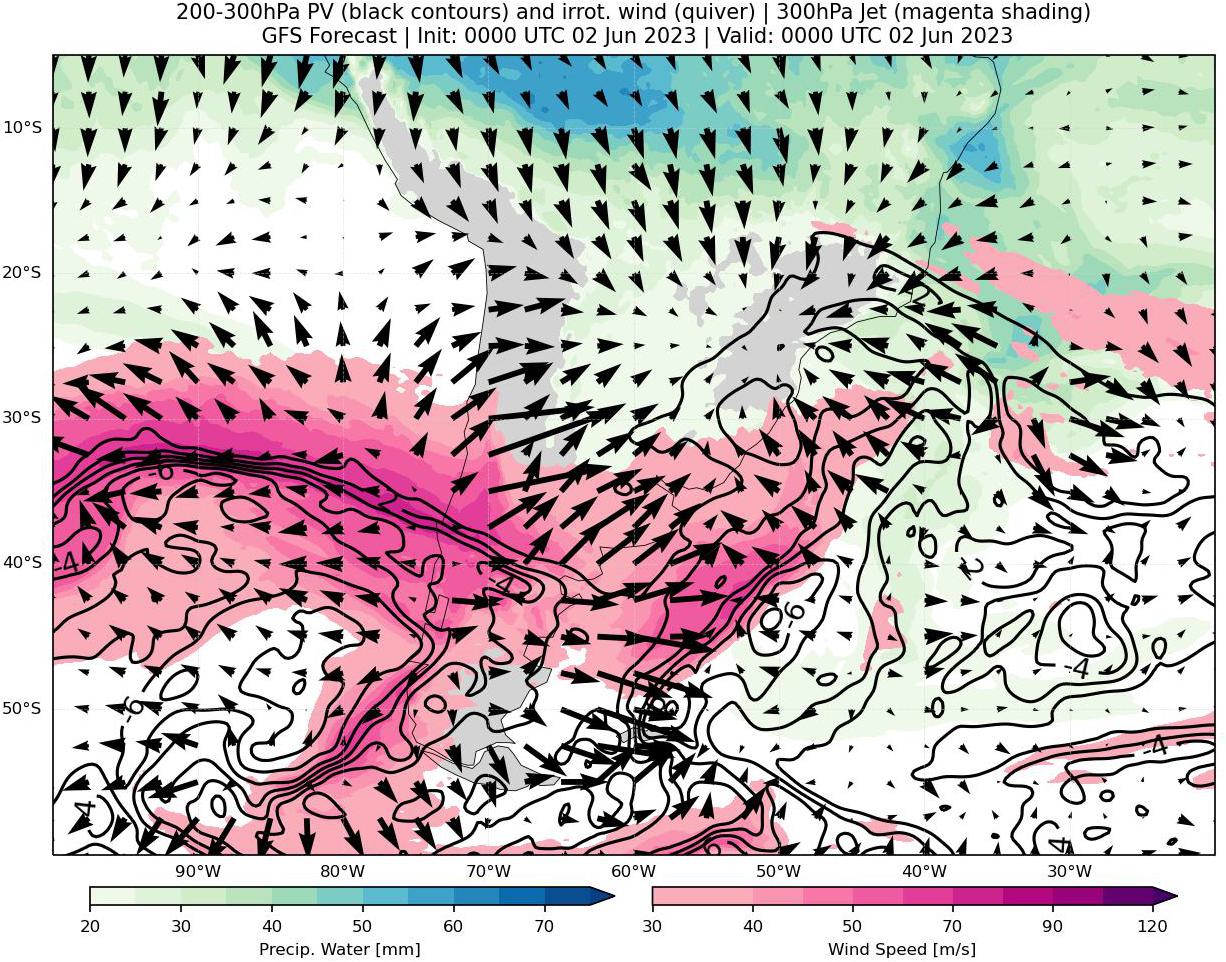 200-300hPa PV (black contours) and irrot. wind (quiver) | 300hPa Jet (magenta shading)
GFS Forecast | Init: 0000 UTC 02 Jun 2023 | Valid: 0000 UTC 02 Jun 2023
10°S
20°S
30°S
-6
6
-4
-4
40°S
-2
-6
-4
-6
50°S
-4
4
4
90°W 80°W 70°W 60°W 50°W 40°W 30°W
20 30 40 50 60 70
Precip. Water [mm]
30 40 50 70 90 120
Wind Speed [m/s]